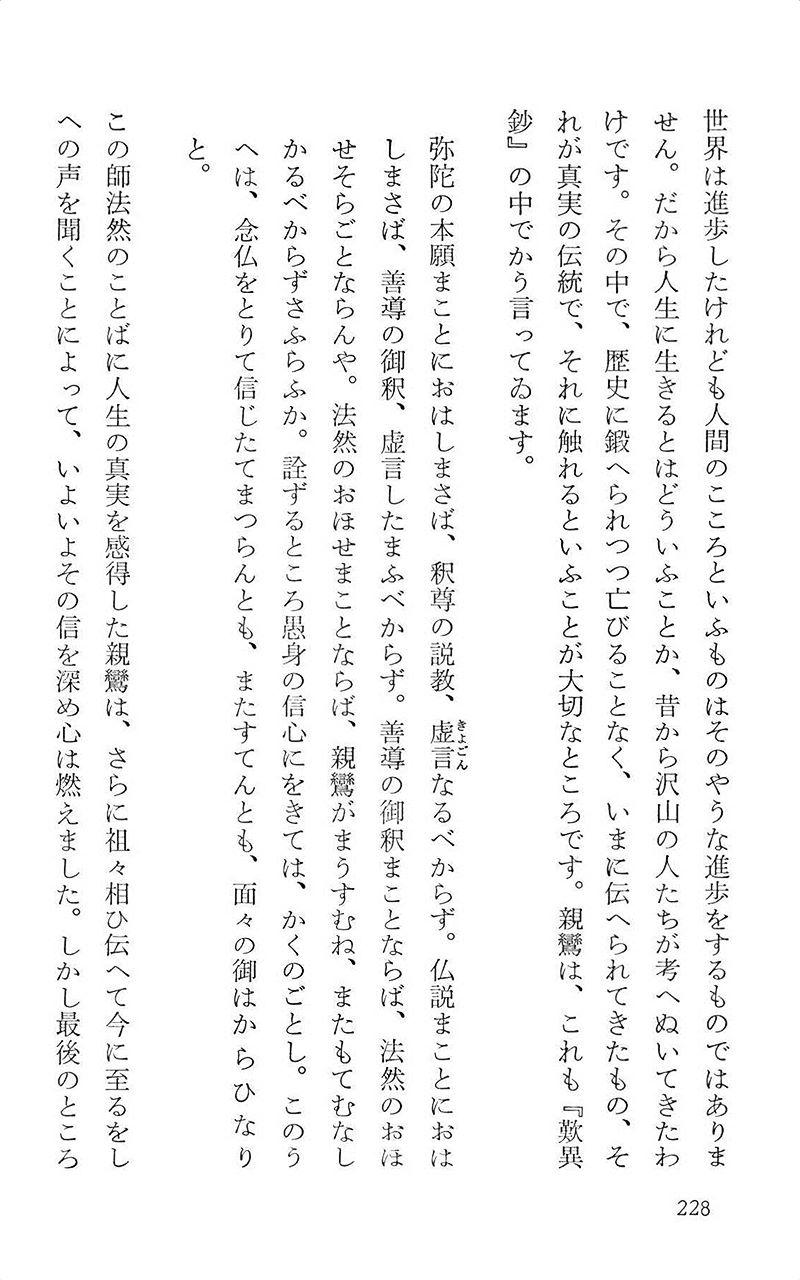 世界は進歩したけれども人間のこころといふものはそのやうな進歩をするものではありま
せん。だから人生に生きるとはどういふことか、昔から沢山の人たちが考へぬいてきたわ
けです。その中で、歴史に鍛へられつつ亡びることなく、いまに伝へられてきたもの、そ
れが真実の伝統で、それに触れるといふことが大切なところです。親鸞は、これも『歎異
鈔』の中でかう言ってゐます。
弥陀の本願まことにおはしまさば、釈尊の説教、虚言なるべからず。仏説まことにおは
きょごん
しまさば、善導の御釈、虚言したまふべからず。善導の御釈まことならば、法然のおほ
せそらごとならんや。法然のおほせまことならば、親鸞がまうすむね、またもてむなし
かるべからずさふらふか。詮ずるところ愚身の信心にをきては、かくのごとし。このう
へは、念仏をとりて信じたてまつらんとも、またすてんとも、面々の御はからひなり
と。
この師法然のことばに人生の真実を感得した親鸞は、さらに祖々相ひ伝へて今に至るをし
への声を聞くことによって、いよいよその信を深め心は燃えました。しかし最後のところ
228